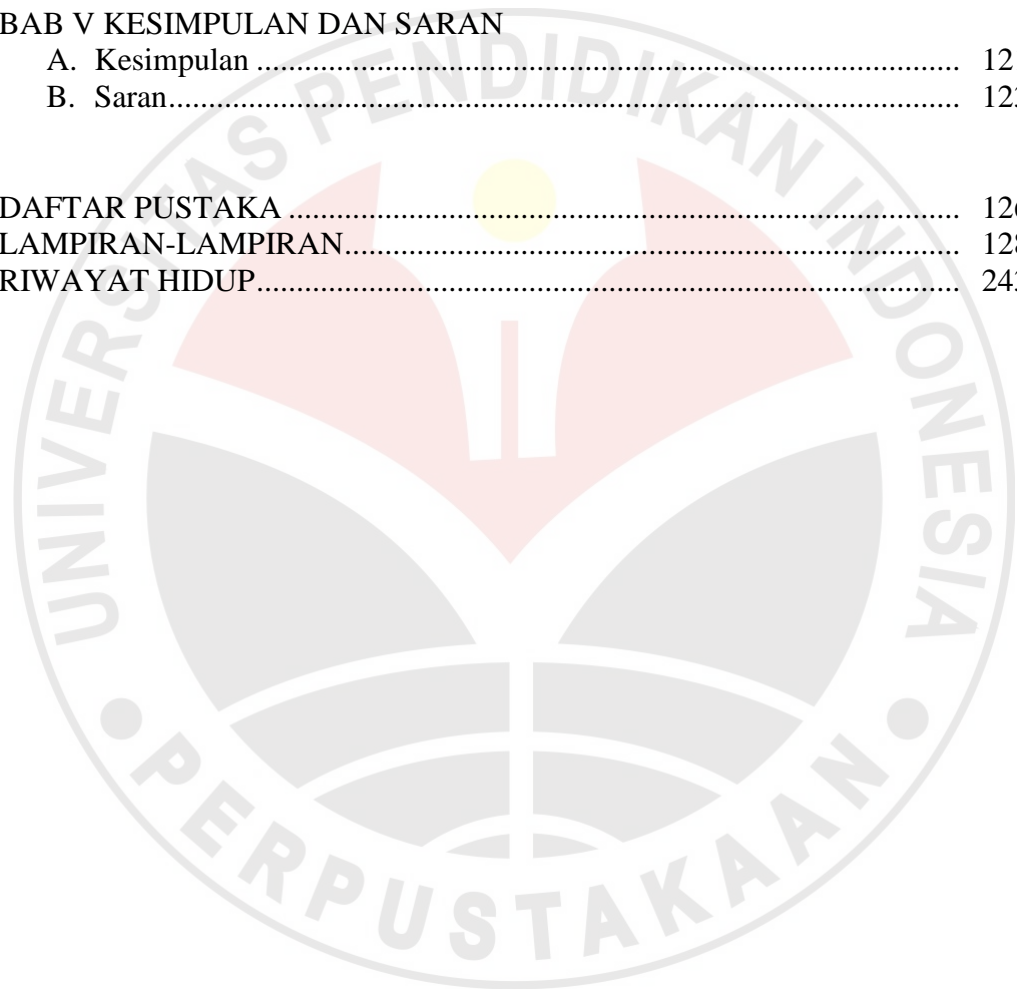 BAB V KESIMPULAN DAN SARAN
A. Kesimpulan .......................................................................................... 12
B. Saran..................................................................................................... 123
DAFTAR PUSTAKA ...................................................................................... 126
LAMPIRAN-LAMPIRAN............................................................................... 128
RIWAYAT HIDUP.......................................................................................... 243
UNIVERSITAS PENDIDIKAN INDONESIA
PERPUSTAKAAN